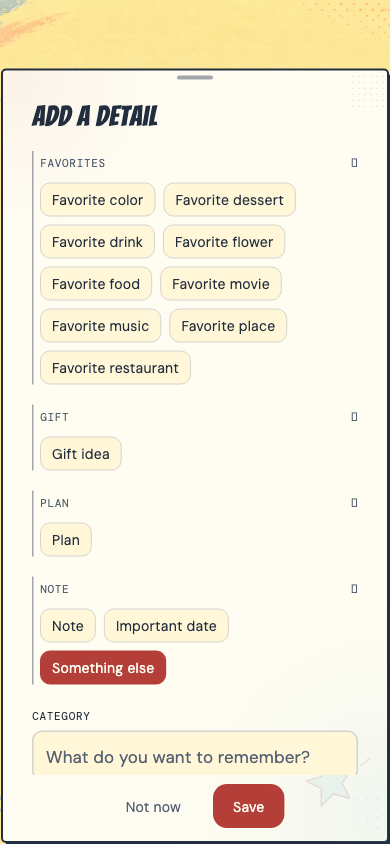 ADD A DETAIL
FAVORITES
Favorite color Favorite dessert
Favorite drink Favorite flower
Favorite food Favorite movie
Favorite music Favorite place
Favorite restaurant
GIFT
Gift idea
PLAN
Plan
NOTE
Note Important date
Something else
CATEGORY
What do you want to remember?
Not now Save